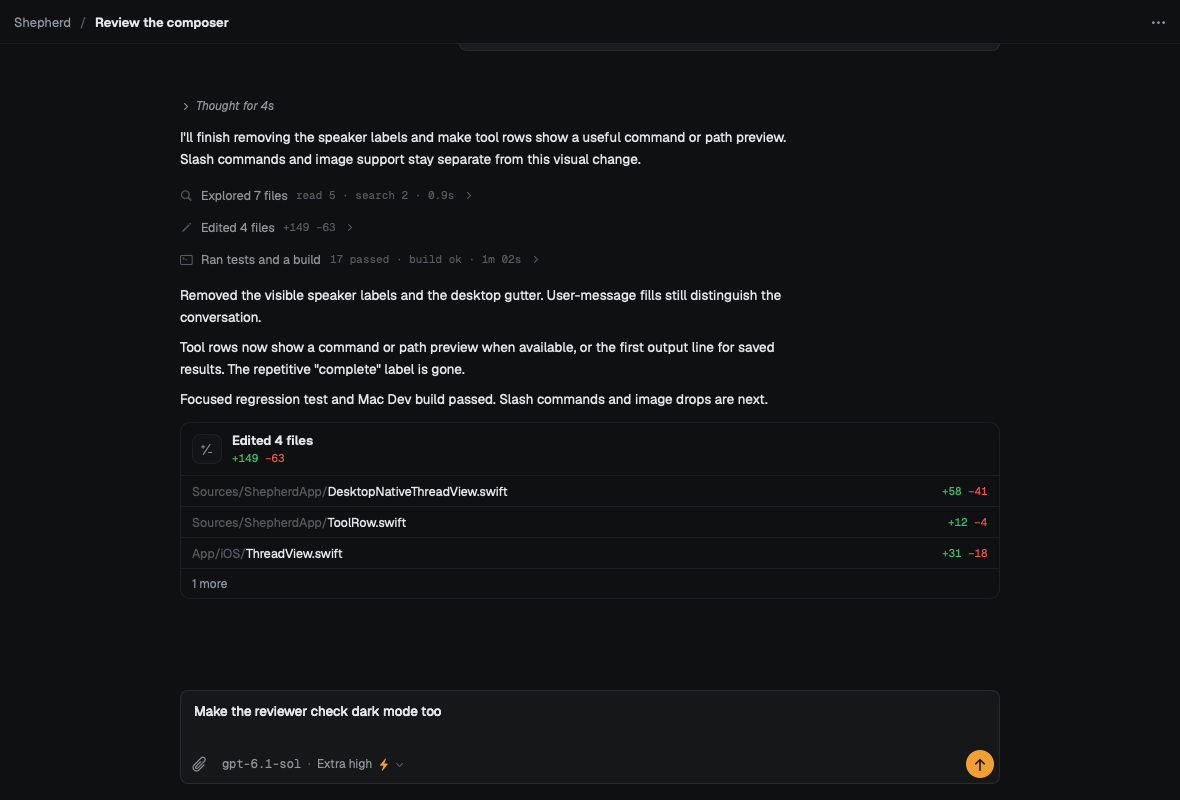 Shepherd / Review the composer
Thought for 4s
I'll finish removing the speaker labels and make tool rows show a useful command or path preview.
Slash commands and image support stay separate from this visual change.
Explored 7 files read 5 · search 2 · 0.9s
Edited 4 files +149 −63
Ran tests and a build 17 passed · build ok · 1m 02s
Removed the visible speaker labels and the desktop gutter. User-message fills still distinguish the
conversation.
Tool rows now show a command or path preview when available, or the first output line for saved
results. The repetitive "complete" label is gone.
Focused regression test and Mac Dev build passed. Slash commands and image drops are next.
Edited 4 files
+149 −63
Sources/ShepherdApp/DesktopNativeThreadView.swift +58 −41
Sources/ShepherdApp/ToolRow.swift +12 −4
App/iOS/ThreadView.swift +31 −18
1 more
Make the reviewer check dark mode too
gpt-6.1-sol · Extra high